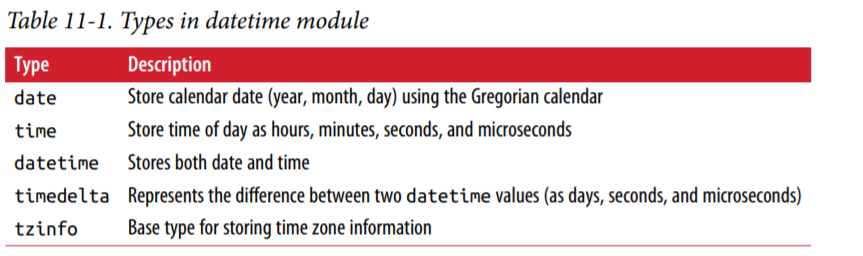 Table 11-1. Types in datetime module
Type Description
date Store calendar date (year, month, day) using the Gregorian calendar
time Store time of day as hours, minutes, seconds, and microseconds
datetime Stores both date and time
timedelta Represents the difference between two datetime values (as days, seconds, and microseconds)
tzinfo Base type for storing time zone information